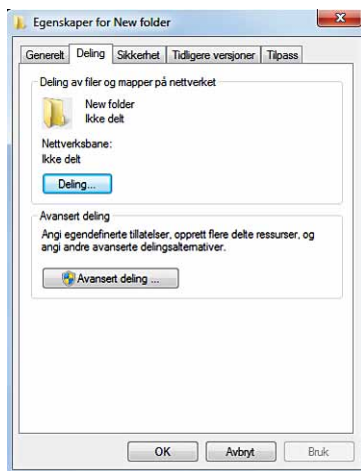 Egenskaper for New folder
Generelt Deling Sikkerhet Tidligere versjoner Tilpass
Deling av filer og mapper på nettverket
New folder
Ikke delt
Nettverksbane:
Ikke delt
Deling...
Avansert deling
Angi egendefinerte tillatelser, opprett flere delte ressurser, og
angi andre avanserte delingsalternativer.
Avansert deling ...
OK Avbryt Bruk